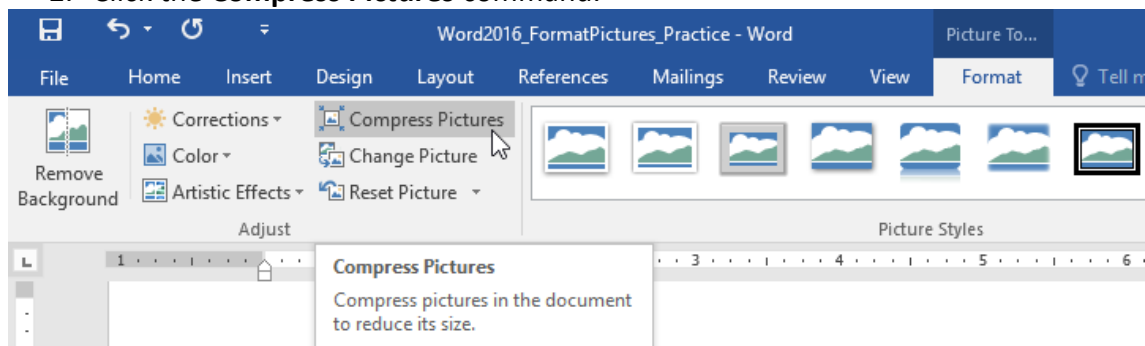 Click the Compress Pictures command.
Word2016_FormatPictures_Practice - Word Picture To...
File Home Insert Design Layout References Mailings Review View Format Tell m
Remove Background
Corrections
Color
Artistic Effects
Compress Pictures
Change Picture
Reset Picture
Adjust
Picture Styles
L
1 3 4 5 6
Compress Pictures
Compress pictures in the document
to reduce its size.